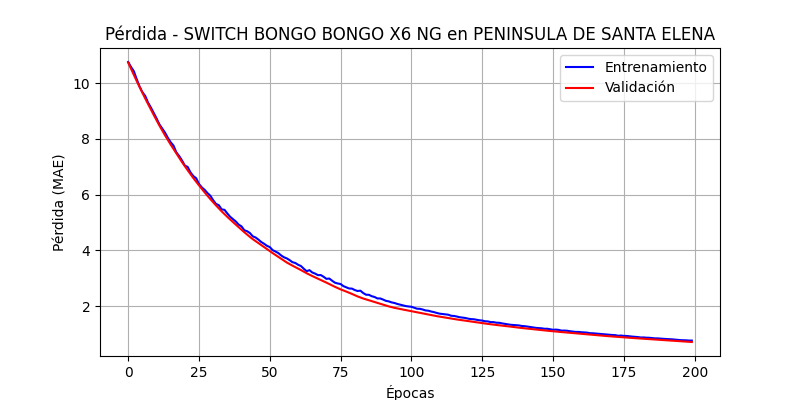 Pérdida - SWITCH BONGO BONGO X6 NG en PENINSULA DE SANTA ELENA
Entrenamiento
Validación
Pérdida (MAE)
10
8
6
4
2
0 25 50 75 100 125 150 175 200
Épocas